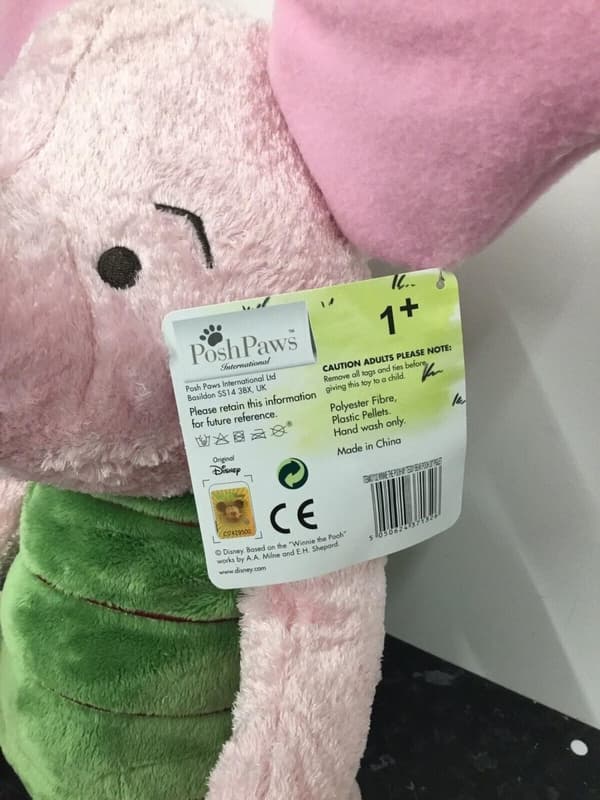 PoshPaws™
International
Posh Paws International Ltd
Basildon SS14 3BX, UK
Please retain this information
for future reference.
Original
Disney
© Disney. Based on the "Winnie the Pooh"
works by A.A. Milne and E.H. Shepard.
www.disney.com
1+
CAUTION ADULTS PLEASE NOTE:
Remove all tags and ties before
giving this toy to a child.
Polyester Fibre,
Plastic Pellets.
Hand wash only.
Made in China
CE